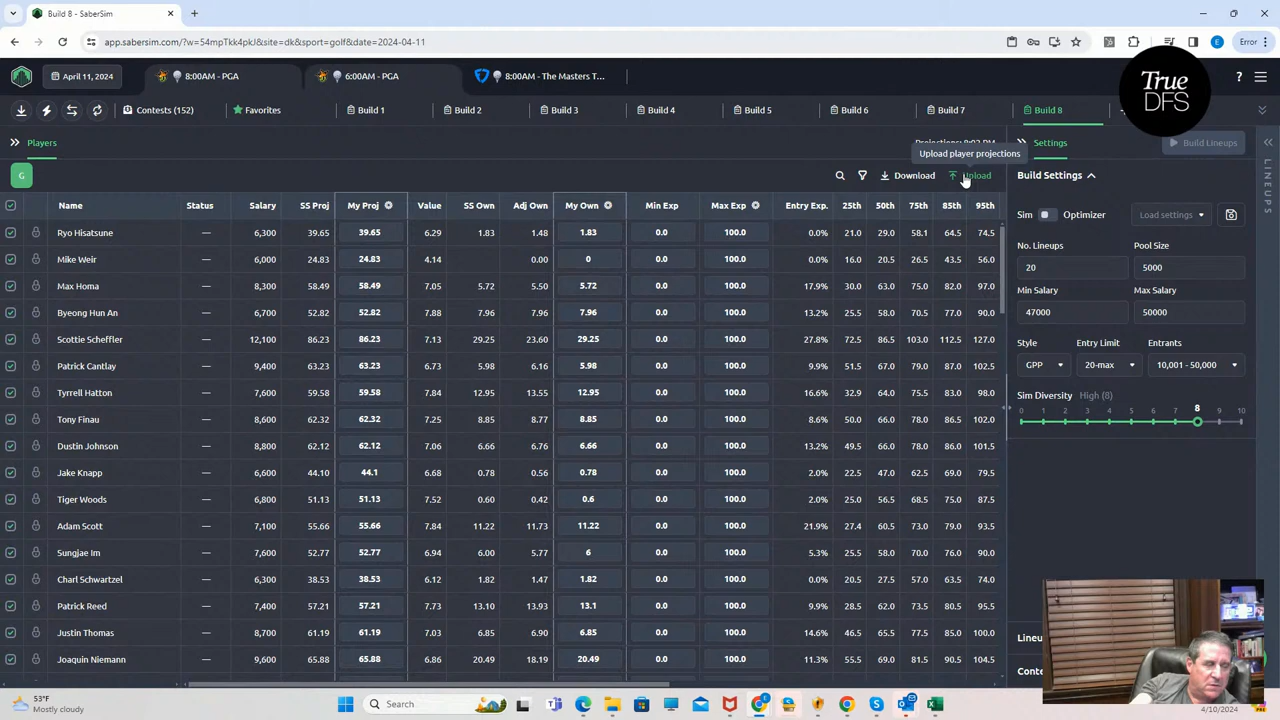 Build 8 - SaberSim
app.sabersim.com/?w=54mpTkk4pkJ&site=dk&sport=golf&date=2024-04-11
E
Error
April 11, 2024
8:00AM - PGA
6:00AM - PGA
8:00AM - The Masters T...
?
True
DFS
Contests (152)
Favorites
Build 1
Build 3
Build 4
Build 5
Build 6
Build 7
Build 8
Players
Projections: 8:02 PM
Settings
Build Lineups
Upload player projections
G
Download
Upload
Build Settings
LINEUPS
Name Status Salary SS Proj My Proj Value SS Own Adj Own My Own Min Exp Max Exp Entry Exp. 25th 50th 75th 85th 95th
Ryo Hisatsune — 6,300 39.65 39.65 6.29 1.83 1.48 1.83 0.0 100.0 0.0% 21.0 29.0 58.1 64.5 74.5
Mike Weir — 6,000 24.83 24.83 4.14 0.00 0 0.0 100.0 0.0% 16.0 20.5 26.5 43.5 56.0
Max Homa — 8,300 58.49 58.49 7.05 5.72 5.50 5.72 0.0 100.0 17.9% 30.0 63.0 75.0 82.0 97.0
Byeong Hun An — 6,700 52.82 52.82 7.88 7.96 7.96 7.96 0.0 100.0 13.2% 25.5 58.0 70.5 77.0 90.0
Scottie Scheffler — 12,100 86.23 86.23 7.13 29.25 23.60 29.25 0.0 100.0 27.8% 72.5 86.5 103.0 112.5 127.0
Patrick Cantlay — 9,400 63.23 63.23 6.73 5.98 6.16 5.98 0.0 100.0 9.9% 51.5 67.0 79.0 87.0 102.5
Tyrrell Hatton — 7,600 59.58 59.58 7.84 12.95 13.55 12.95 0.0 100.0 16.6% 32.9 64.0 75.5 83.0 98.0
Tony Finau — 8,600 62.32 62.32 7.25 8.85 8.77 8.85 0.0 100.0 8.6% 50.0 66.0 78.0 86.0 102.0
Dustin Johnson — 8,800 62.12 62.12 7.06 6.66 6.76 6.66 0.0 100.0 13.2% 49.5 66.0 78.0 86.0 101.5
Jake Knapp — 6,600 44.10 44.1 6.68 0.78 0.56 0.78 0.0 100.0 2.0% 22.5 47.0 62.5 69.0 79.5
Tiger Woods — 6,800 51.13 51.13 7.52 0.60 0.42 0.6 0.0 100.0 2.0% 25.0 56.5 68.5 75.0 87.5
Adam Scott — 7,100 55.66 55.66 7.84 11.22 11.73 11.22 0.0 100.0 21.9% 27.4 60.5 73.0 79.0 93.5
Sungjae Im — 7,600 52.77 52.77 6.94 6.00 5.77 6 0.0 100.0 5.3% 25.5 58.0 70.0 76.0 90.0
Charl Schwartzel — 6,300 38.53 38.53 6.12 1.82 1.47 1.82 0.0 100.0 0.0% 20.5 26.5 57.0 64.0 74.0
Patrick Reed — 7,400 57.21 57.21 7.73 13.10 13.93 13.1 0.0 100.0 9.9% 28.5 62.0 73.5 80.5 95.5
Justin Thomas — 8,700 61.19 61.19 7.03 6.85 6.90 6.85 0.0 100.0 14.6% 46.5 65.5 77.5 85.0 100.0
Joaquin Niemann — 9,600 65.88 65.88 6.86 20.49 18.19 20.49 0.0 100.0 11.3% 55.5 69.0 81.5 90.5 104.5
Sim Optimizer
Load settings
No. Lineups Pool Size
20 5000
Min Salary Max Salary
47000 50000
Style Entry Limit Entrants
GPP 20-max 10,001 - 50,000
Sim Diversity High (8)
8
0 1 2 3 4 5 6 7 8 9 10
53°F
Mostly cloudy
Search
4/10/2024